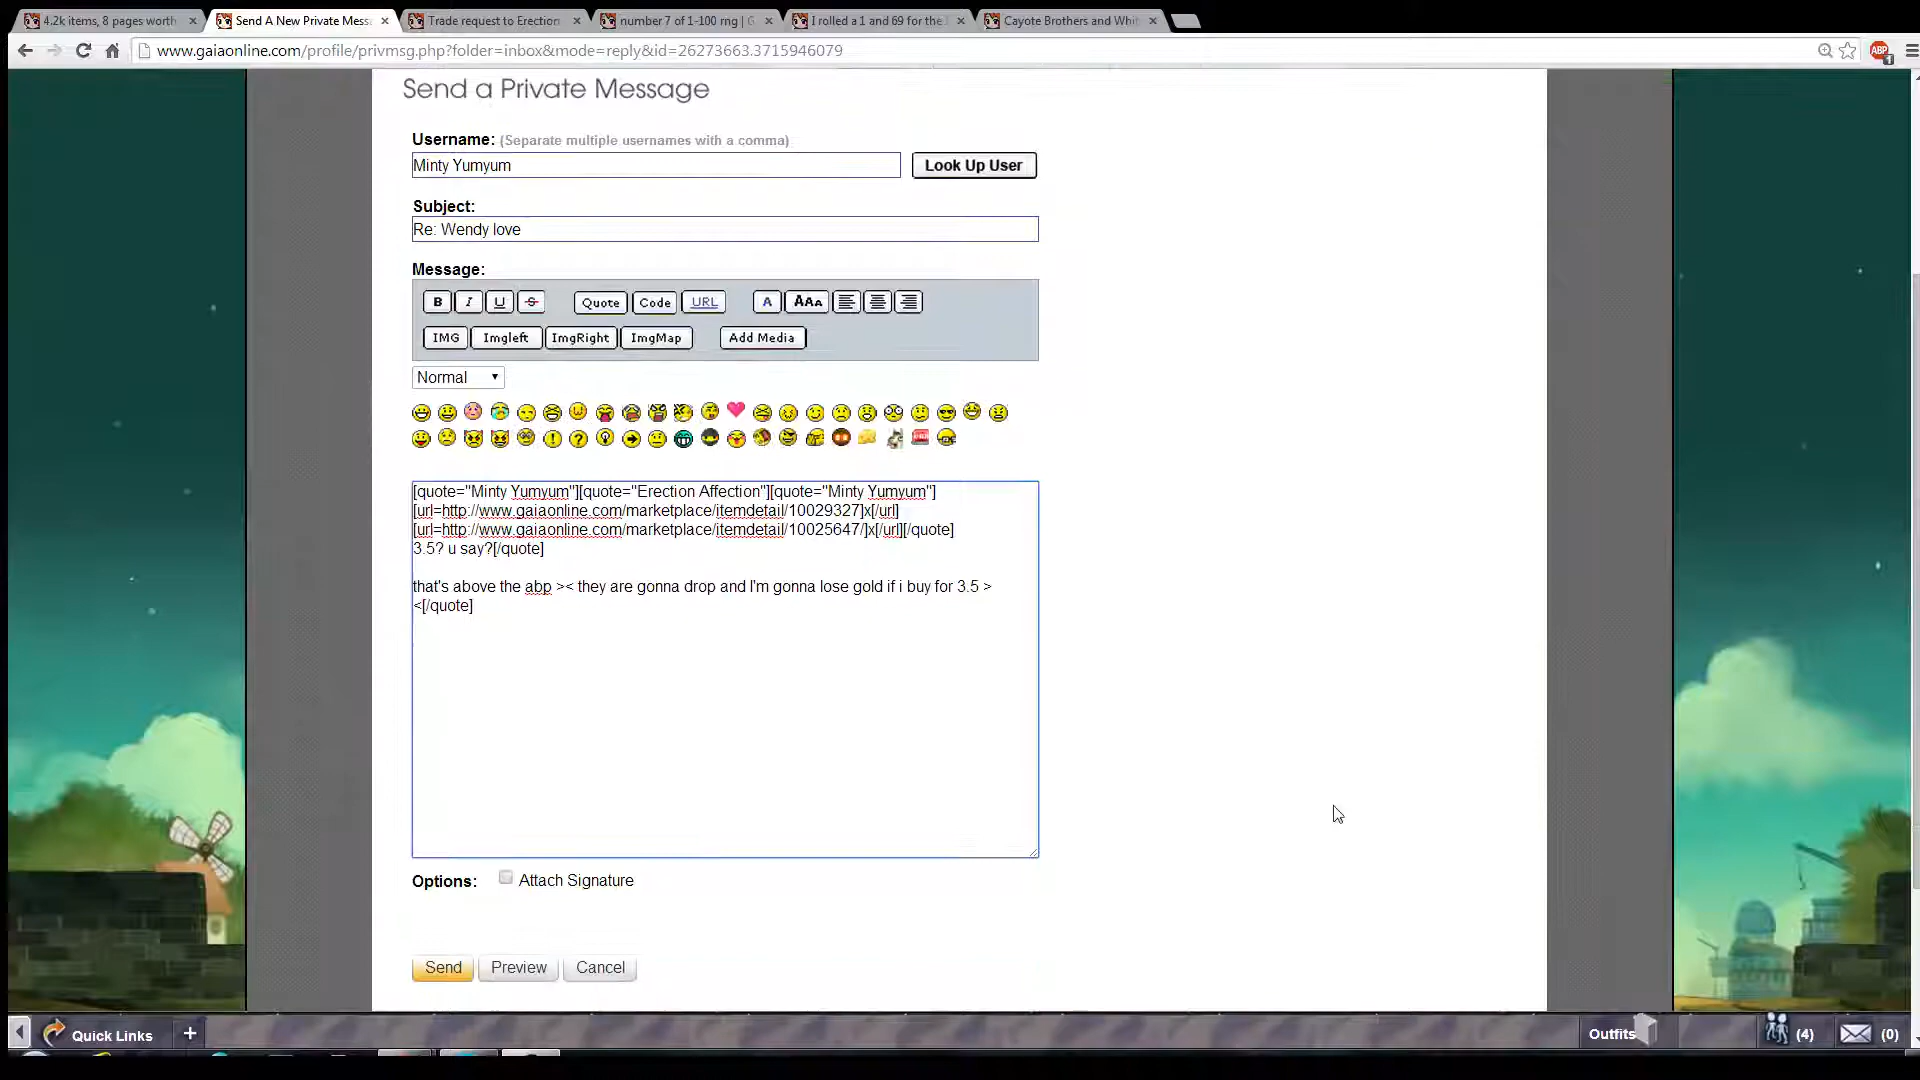 4.2k items, 8 pages worth
Send A New Private Mess
Trade request to Erection
number 7 of 1-100 rng | G
I rolled a 1 and 69 for the
Cayote Brothers and Whit
www.gaiaonline.com/profile/privmsg.php?folder=inbox&mode=reply&id=26273663.3715946079
ABP
Send a Private Message
Username: (Separate multiple usernames with a comma)
Minty Yumyum
Look Up User
Subject:
Re: Wendy love
Message:
B I U S Quote Code URL A AAA
IMG Imgleft ImgRight ImgMap Add Media
Normal
[quote="Minty Yumyum"][quote="Erection Affection"][quote="Minty Yumyum"]
[url=http://www.gaiaonline.com/marketplace/itemdetail/10029327]x[/url]
[url=http://www.gaiaonline.com/marketplace/itemdetail/10025647/]x[/url][/quote]
3.5? u say?[/quote]
that's above the abp >< they are gonna drop and I'm gonna lose gold if i buy for 3.5 >
<[/quote]
Options: Attach Signature
Send Preview Cancel
Quick Links + Outfits (4) (0)